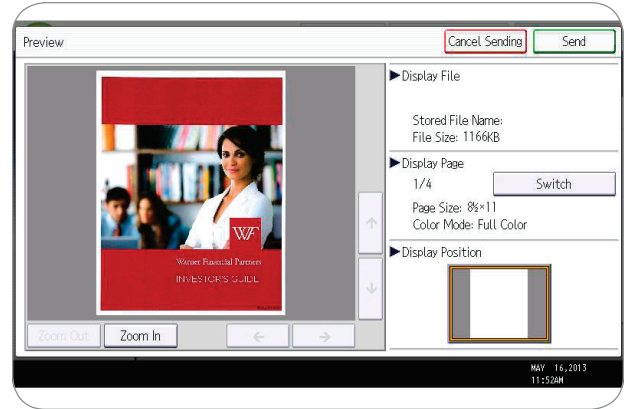 Preview
Cancel Sending
Send
WF
Warner Financial Partners
INVESTOR'S GUIDE
Zoom Out
Zoom In
▶Display File
Stored File Name:
File Size: 1166KB
▶Display Page
1/4
Switch
Page Size: 8½×11
Color Mode: Full Color
▶Display Position
MAY 16,2013
11:52AM